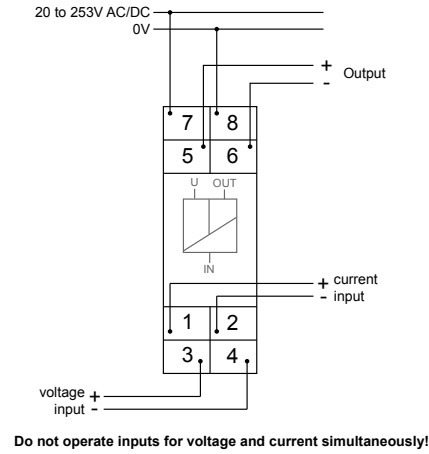 20 to 253V AC/DC
0V
+
Output
-
7 8
5 6
U OUT
IN
+ current
- input
1 2
3 4
voltage +
input -
Do not operate inputs for voltage and current simultaneously!